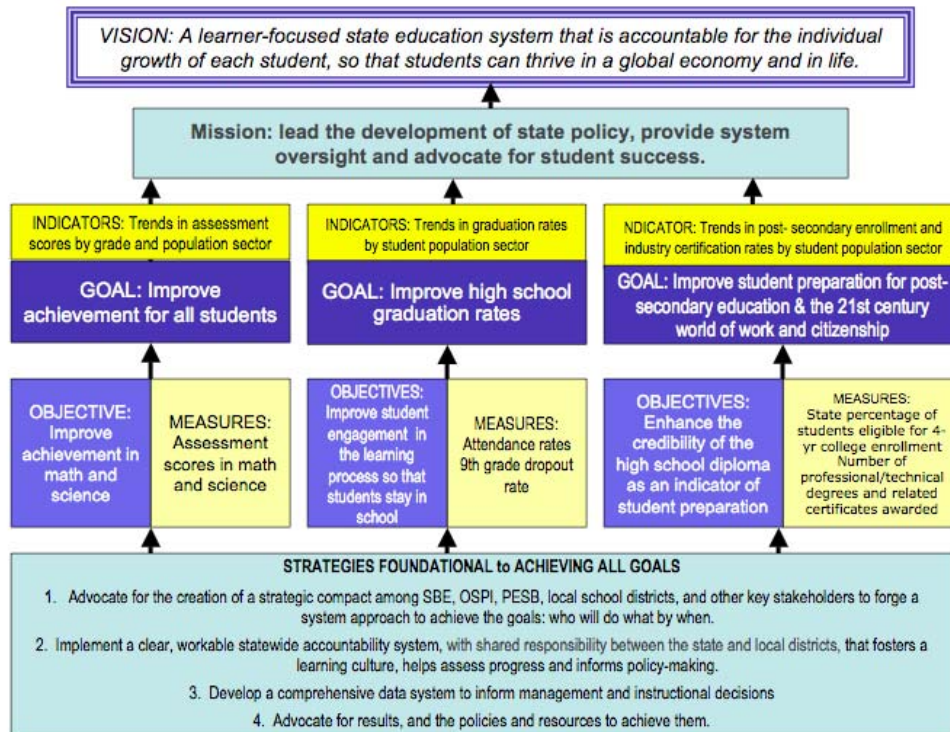 VISION: A learner-focused state education system that is accountable for the individual
growth of each student, so that students can thrive in a global economy and in life.
Mission: lead the development of state policy, provide system
oversight and advocate for student success.
INDICATORS: Trends in assessment
scores by grade and population sector
GOAL: Improve
achievement for all students
OBJECTIVE:
Improve
achievement in
math and
science
MEASURES:
Assessment
scores in math
and science
INDICATORS: Trends in graduation rates
by student population sector
GOAL: Improve high school
graduation rates
OBJECTIVES:
Improve student
engagement in
the learning
process so that
students stay in
school
MEASURES:
Attendance rates
9th grade dropout
rate
NDICATOR: Trends in post- secondary enrollment and
industry certification rates by student population sector
GOAL: Improve student preparation for post-
secondary education & the 21st century
world of work and citizenship
OBJECTIVES:
Enhance the
credibility of the
high school diploma
as an indicator of
student preparation
MEASURES:
State percentage of
students eligible for 4-
yr college enrollment
Number of
professional/technical
degrees and related
certificates awarded
STRATEGIES FOUNDATIONAL to ACHIEVING ALL GOALS
1. Advocate for the creation of a strategic compact among SBE, OSPI, PESB, local school districts, and other key stakeholders to forge a
system approach to achieve the goals: who will do what by when.
2. Implement a clear, workable statewide accountability system, with shared responsibility between the state and local districts, that fosters a
learning culture, helps assess progress and informs policy-making.
3. Develop a comprehensive data system to inform management and instructional decisions
4. Advocate for results, and the policies and resources to achieve them.